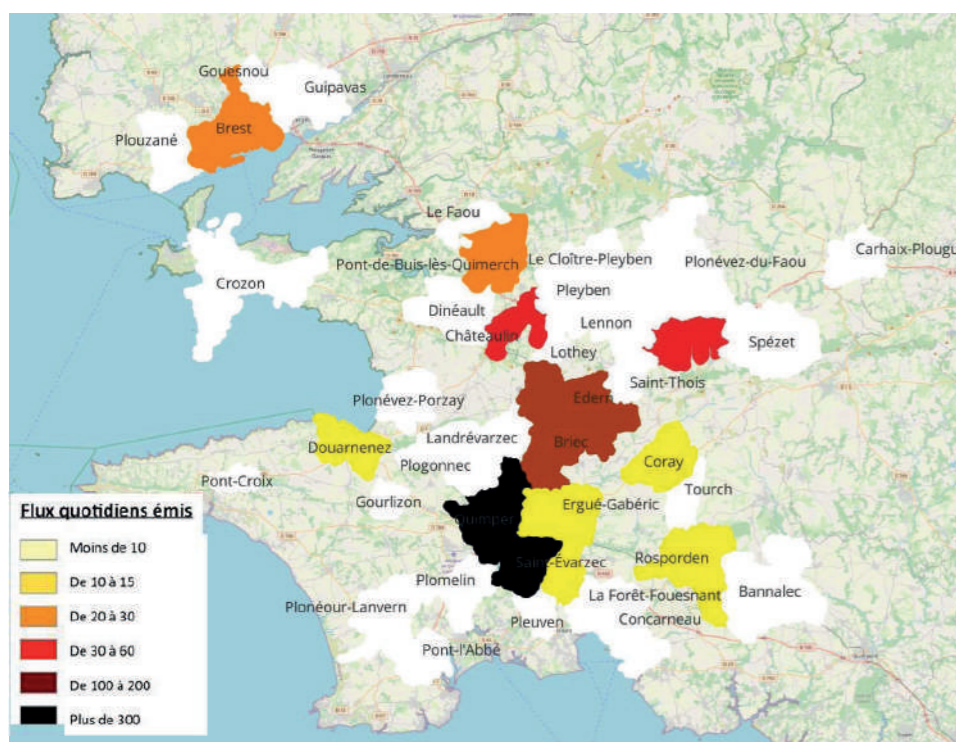 Gouesnou
Guipavas
Brest
Plouzané
Le Faou
Pont-de-Buis-lès-Quimerch
Le Cloître-Pleyben
Plonévez-du-Faou
Carhaix-Plougu
Crozon
Dinéault
Pleyben
Châteaulin
Lennon
Spézet
Lothey
Saint-Thois
Plonévez-Porzay
Edern
Landrévarzec
Briec
Douarnenez
Plogonnec
Coray
Pont-Croix
Gourlizon
Ergué-Gabéric
Tourch
Quimper
Saint-Évarzec
Rosporden
Plomelin
La Forêt-Fouesnant
Bannalec
Plonéour-Lanvern
Pleuven
Concarneau
Pont-l'Abbé
Flux quotidiens émis
Moins de 10
De 10 à 15
De 20 à 30
De 30 à 60
De 100 à 200
Plus de 300